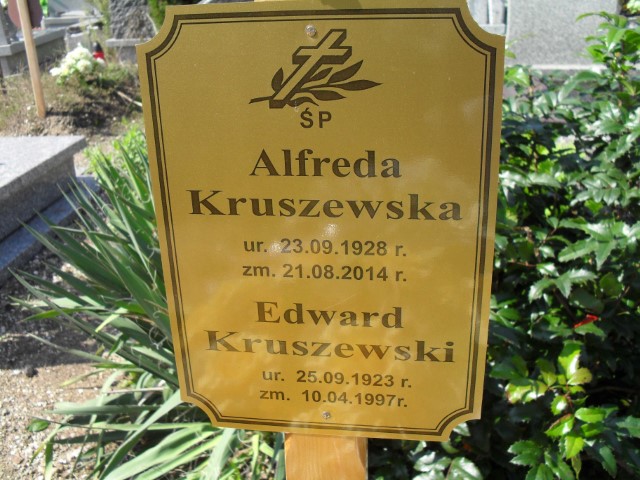 ŚP
Alfreda
Kruszewska
ur. 23.09.1928 r.
zm. 21.08.2014 r.
Edward
Kruszewski
ur. 25.09.1923 r.
zm. 10.04.1997r.